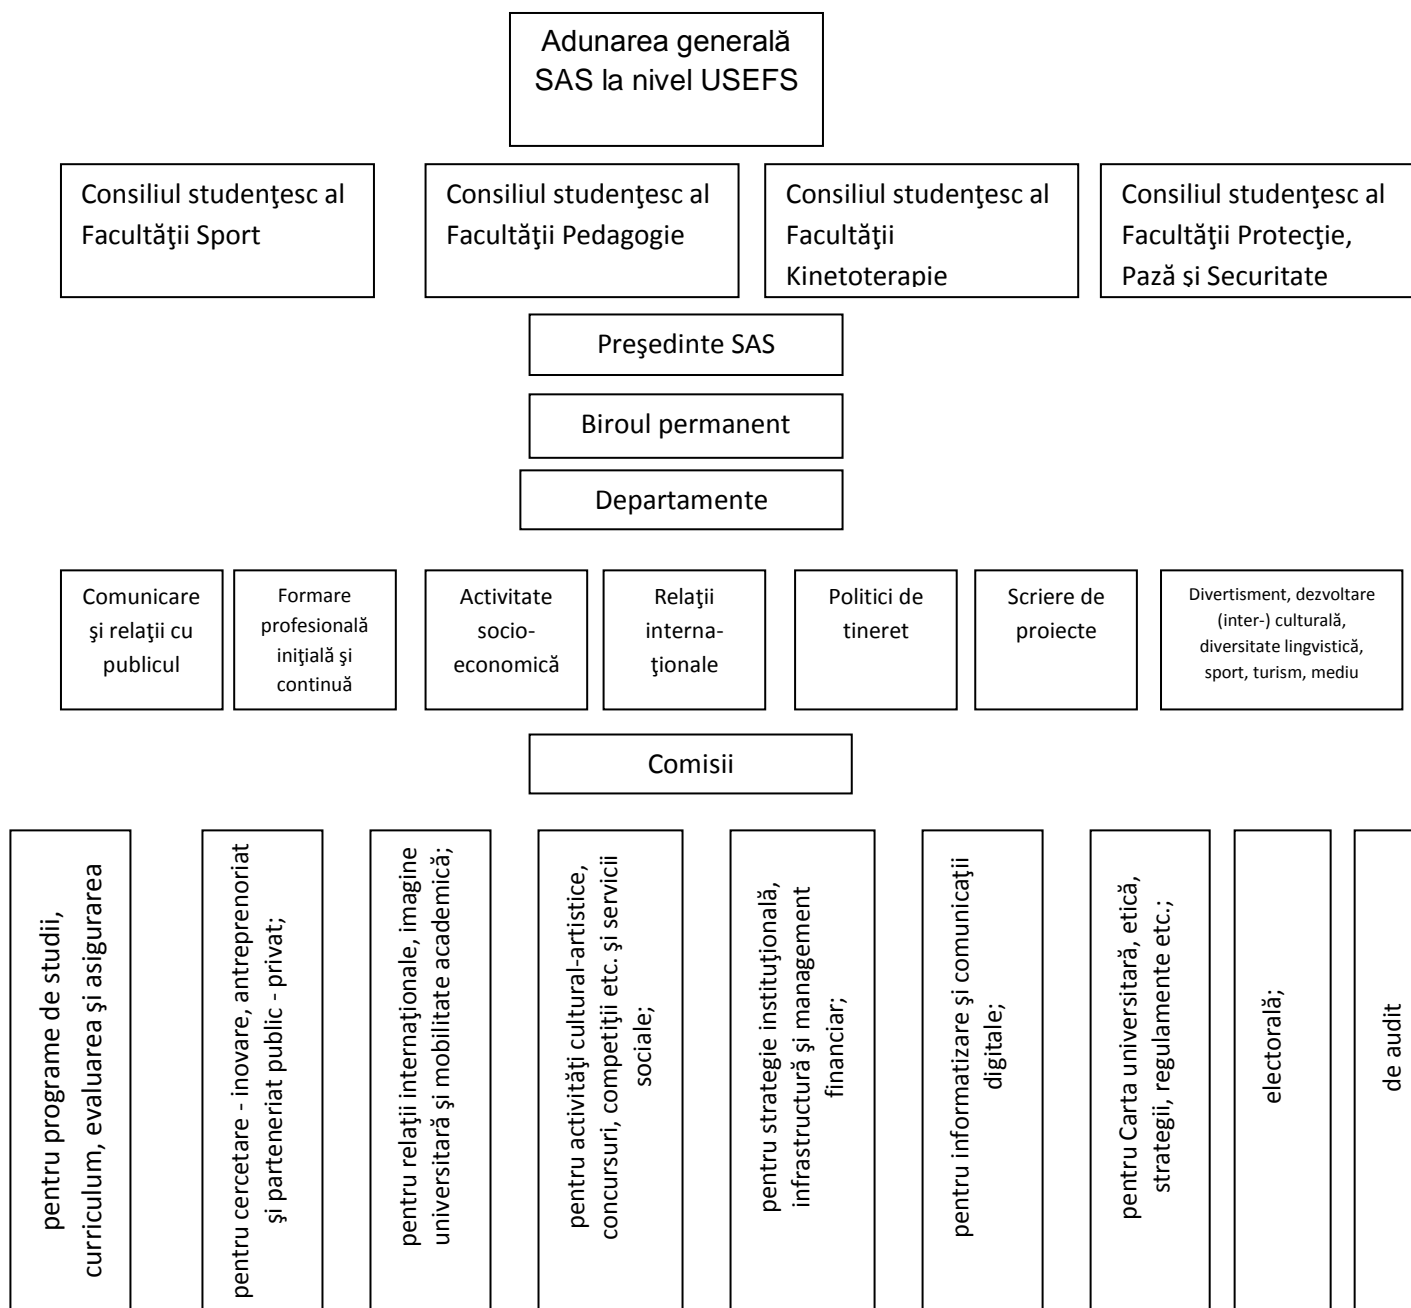 Adunarea generală
SAS la nivel USEFS
Consiliul studenţesc al
Facultăţii Sport
Consiliul studenţesc al
Facultăţii Pedagogie
Consiliul studenţesc al
Facultăţii
Kinetoterapie
Consiliul studenţesc al
Facultăţii Protecţie,
Pază şi Securitate
Preşedinte SAS
Biroul permanent
Departamente
Comunicare
şi relaţii cu
publicul
Formare
profesională
iniţială şi
continuă
Activitate
socio-
economică
Relaţii
interna-
ţionale
Politici de
tineret
Scriere de
proiecte
Divertisment, dezvoltare
(inter-) culturală,
diversitate lingvistică,
sport, turism, mediu
Comisii
pentru programe de studii,
curriculum, evaluarea şi asigurarea
pentru cercetare - inovare, antreprenoriat
şi parteneriat public - privat;
pentru relaţii internaţionale, imagine
universitară şi mobilitate academică;
pentru activităţi cultural-artistice,
concursuri, competiţii etc. şi servicii
sociale;
pentru strategie instituţională,
infrastructură şi management
financiar;
pentru informatizare şi comunicaţii
digitale;
pentru Carta universitară, etică,
strategii, regulamente etc.;
electorală;
de audit